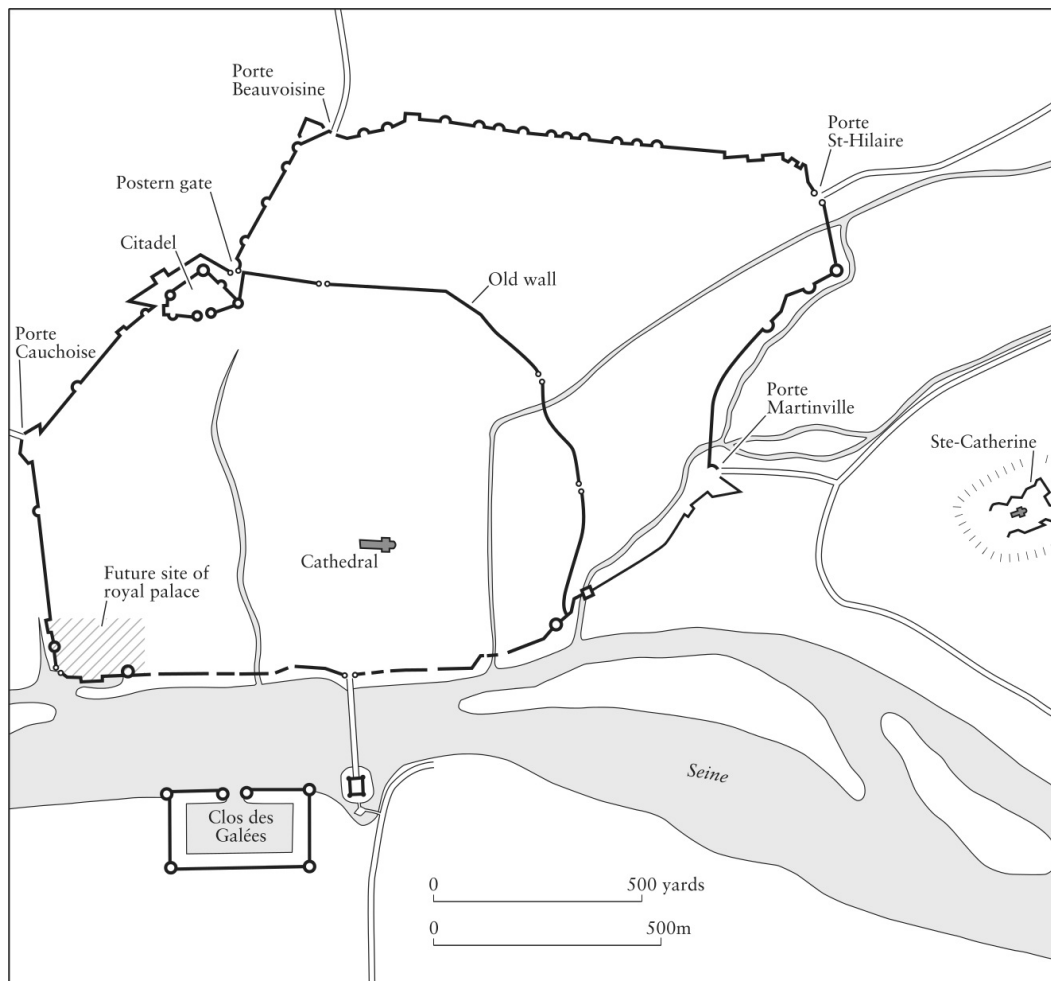 Porte
Beauvoisine
Porte
St-Hilaire
Postern gate
Citadel
Old wall
Porte
Cauchoise
Porte
Martinville
Ste-Catherine
Cathedral
Future site of
royal palace
Seine
Clos des
Galées
0 500 yards
0 500m